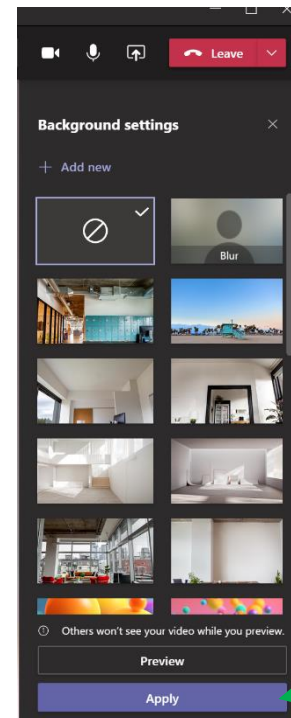 Leave
Background settings
Add new
Blur
Others won't see your video while you preview.
Preview
Apply